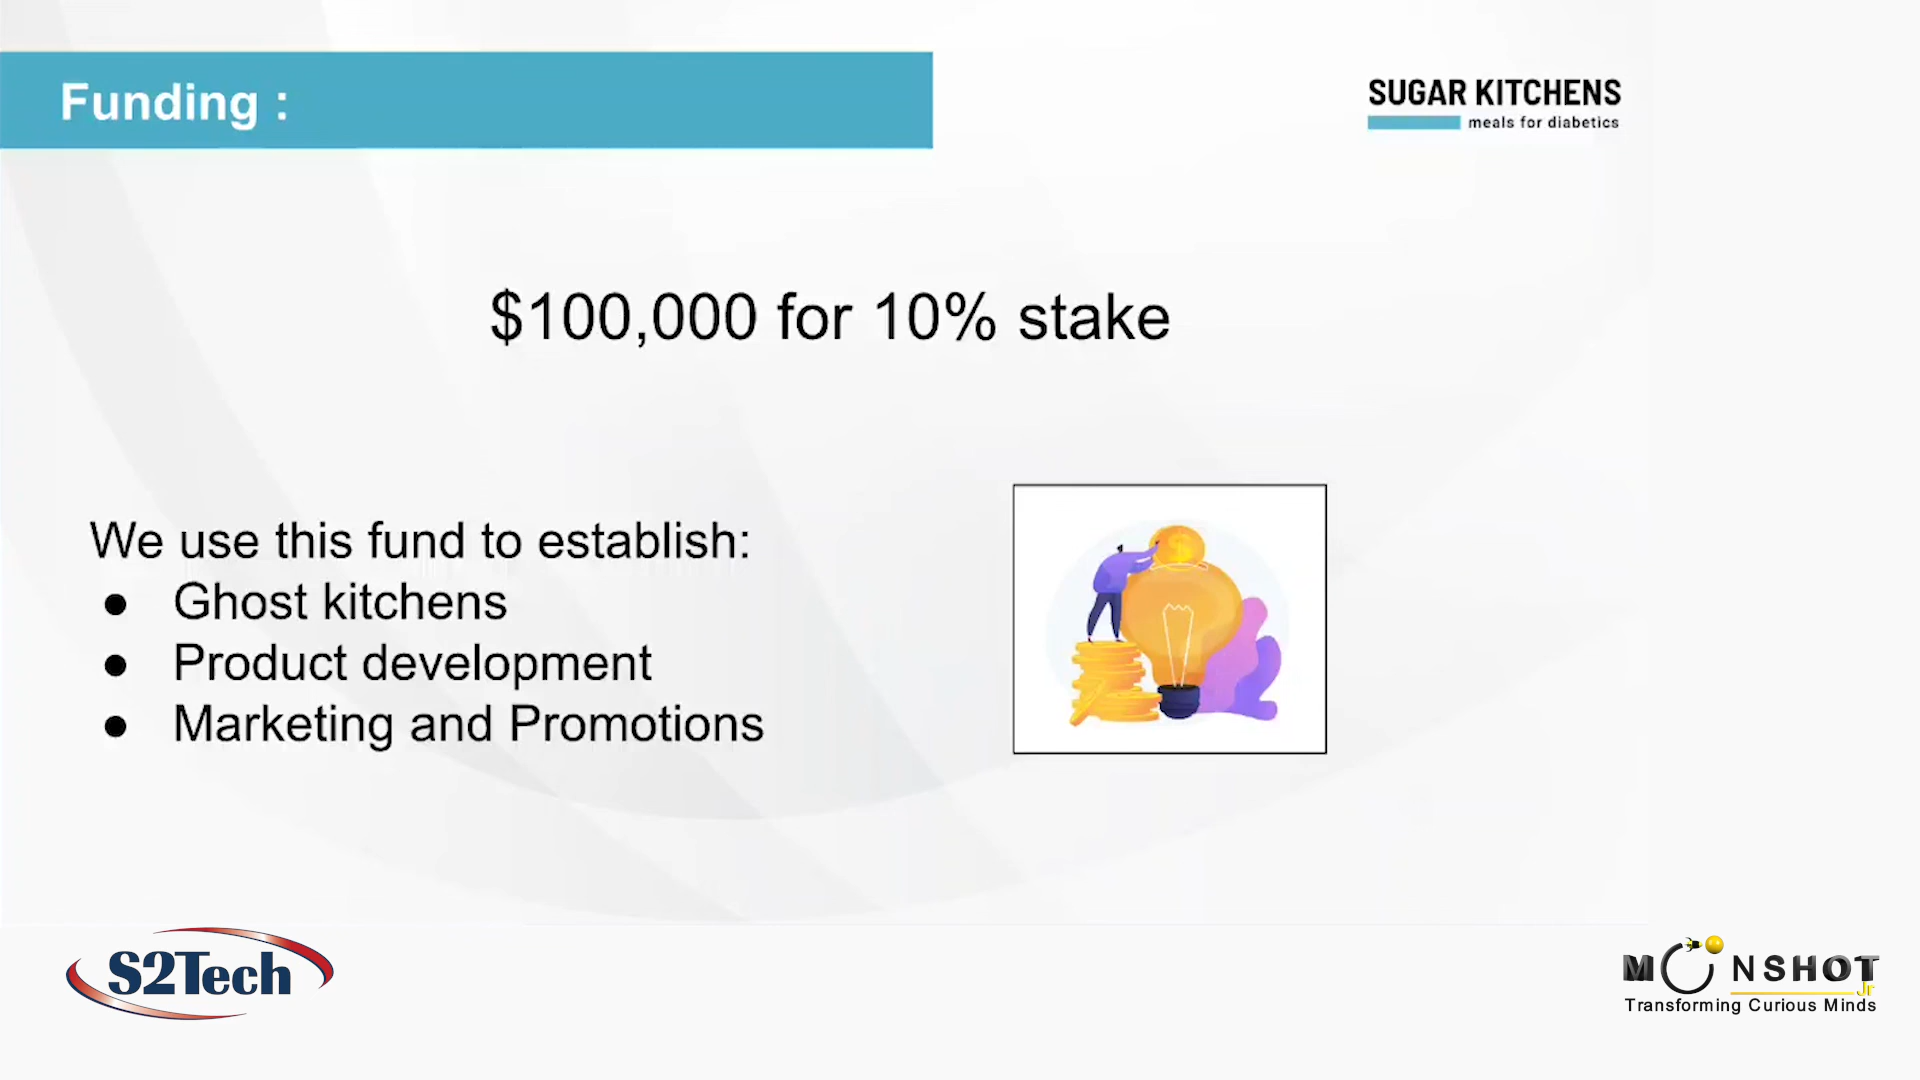 Funding :
SUGAR KITCHENS
meals for diabetics
$100,000 for 10% stake
We use this fund to establish:
● Ghost kitchens
● Product development
● Marketing and Promotions
$
S2Tech
MOONSHOT
Jr
Transforming Curious Minds